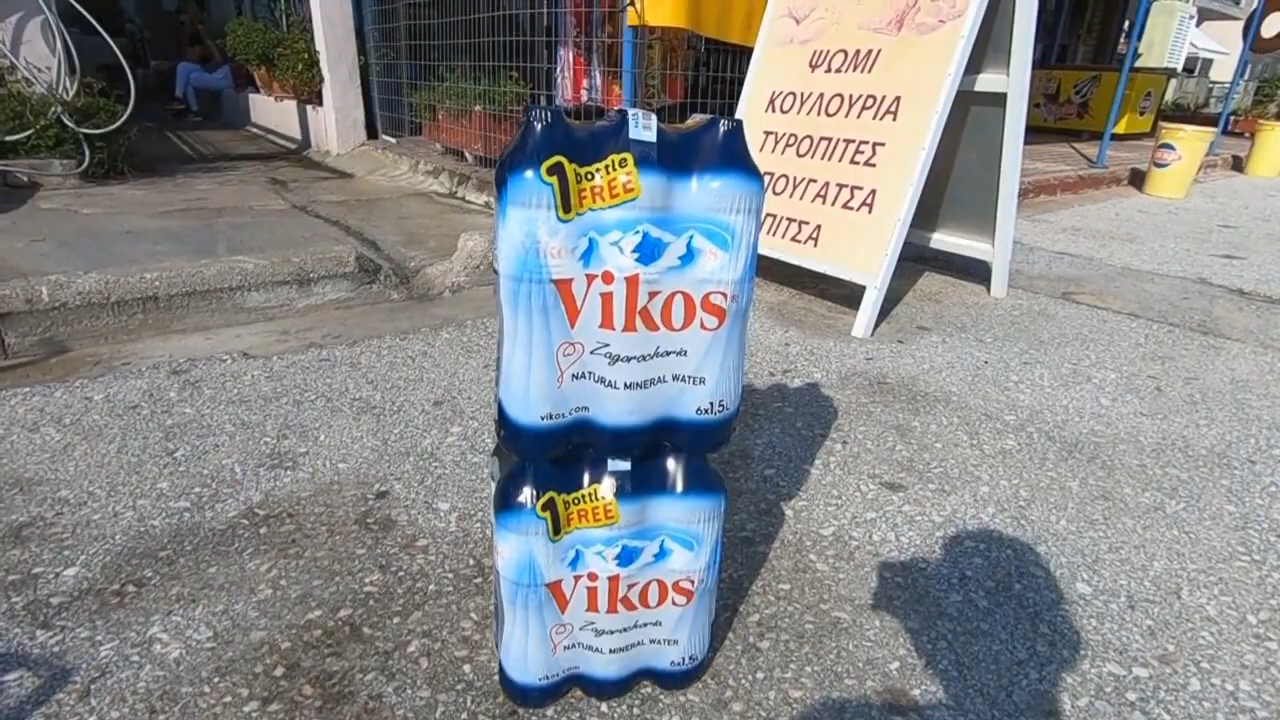 ΨΩΜΙ
ΚΟΥΛΟΥΡΙΑ
ΤΥΡΟΠΙΤΕΣ
ΠΟΥΓΑΤΣΑ
ΠΙΤΣΑ
1 bottle
FREE
Vikos
Zagorochoria
NATURAL MINERAL WATER
vikos.com
6x1,5L
1 bottle
FREE
Vikos
Zagorochoria
NATURAL MINERAL WATER
vikos.com
6x1,5L